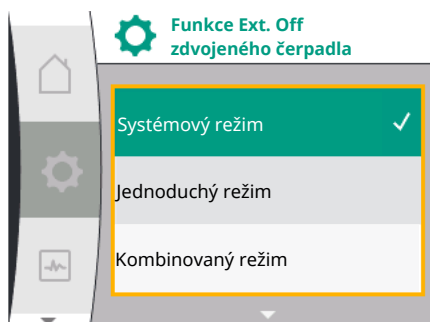 Funkce Ext. Off
zdvojeného čerpadla
Systémový režim
Jednoduchý režim
Kombinovaný režim